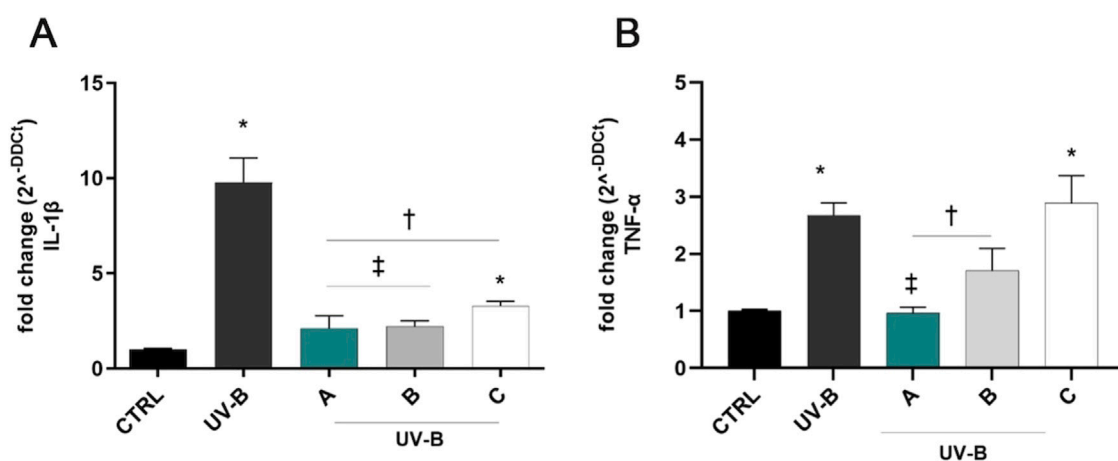 A
fold change (2^-DDCt)
IL-1β
15
10
5
0
*
†
‡
*
CTRL
UV-B
A
B
C
UV-B
B
fold change (2^-DDCt)
TNF-α
5
4
3
2
1
0
*
‡
†
*
CTRL
UV-B
A
B
C
UV-B